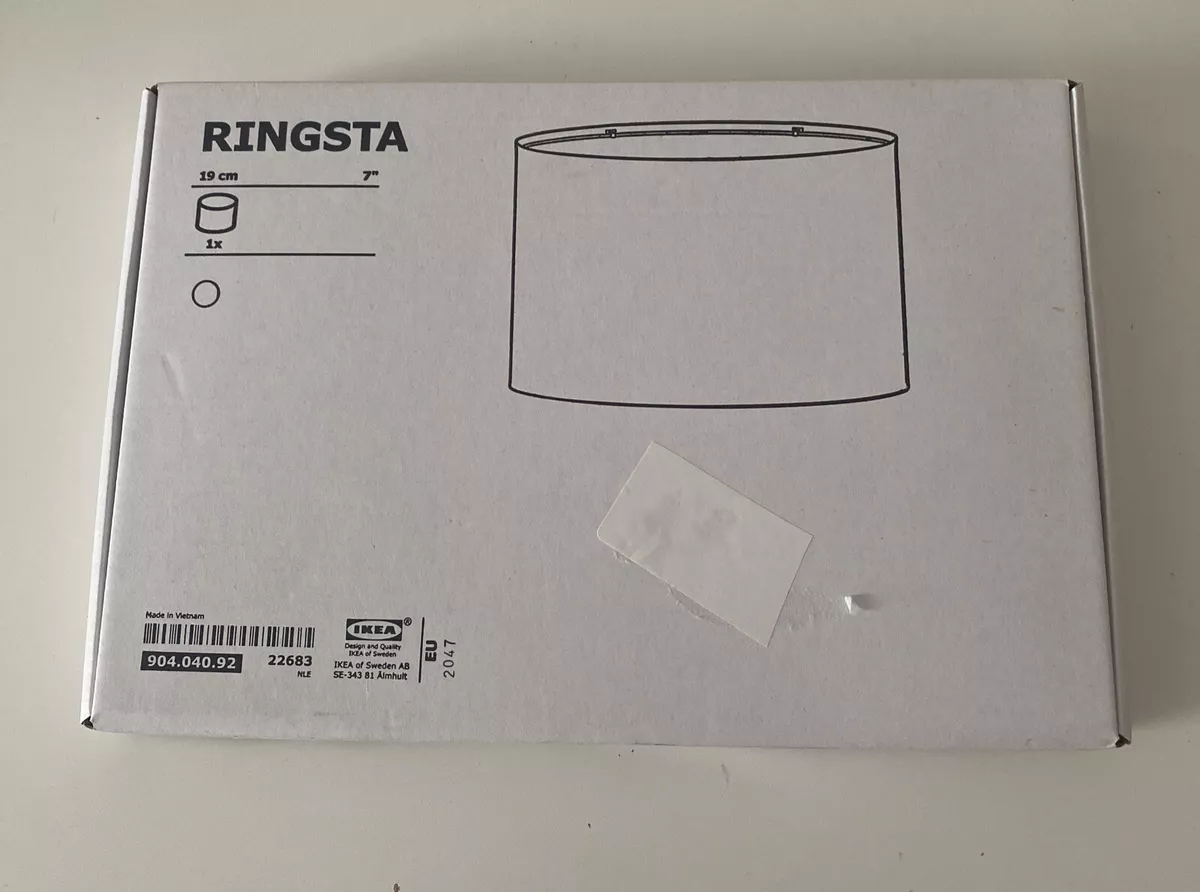 RINGSTA
19 cm 7"
1x
Made in Vietnam
904.040.92 22683
NLE
IKEA®
Design and Quality
IKEA of Sweden
IKEA of Sweden AB
SE-343 81 Älmhult
EU
2047